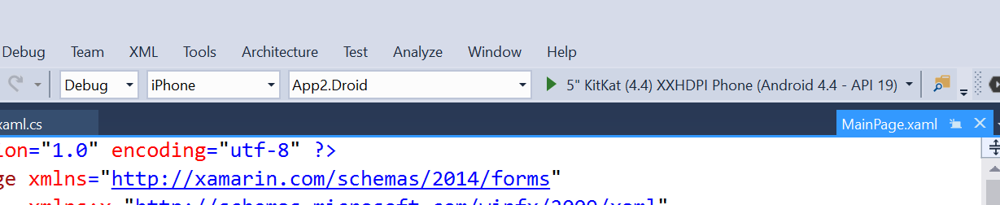 Debug Team XML Tools Architecture Test Analyze Window Help
Debug iPhone App2.Droid 5" KitKat (4.4) XXHDPI Phone (Android 4.4 - API 19)
xaml.cs MainPage.xaml
ion="1.0" encoding="utf-8" ?>
ge xmlns="http://xamarin.com/schemas/2014/forms"
xmlns:x="http://schemas.microsoft.com/winfx/2009/xaml"